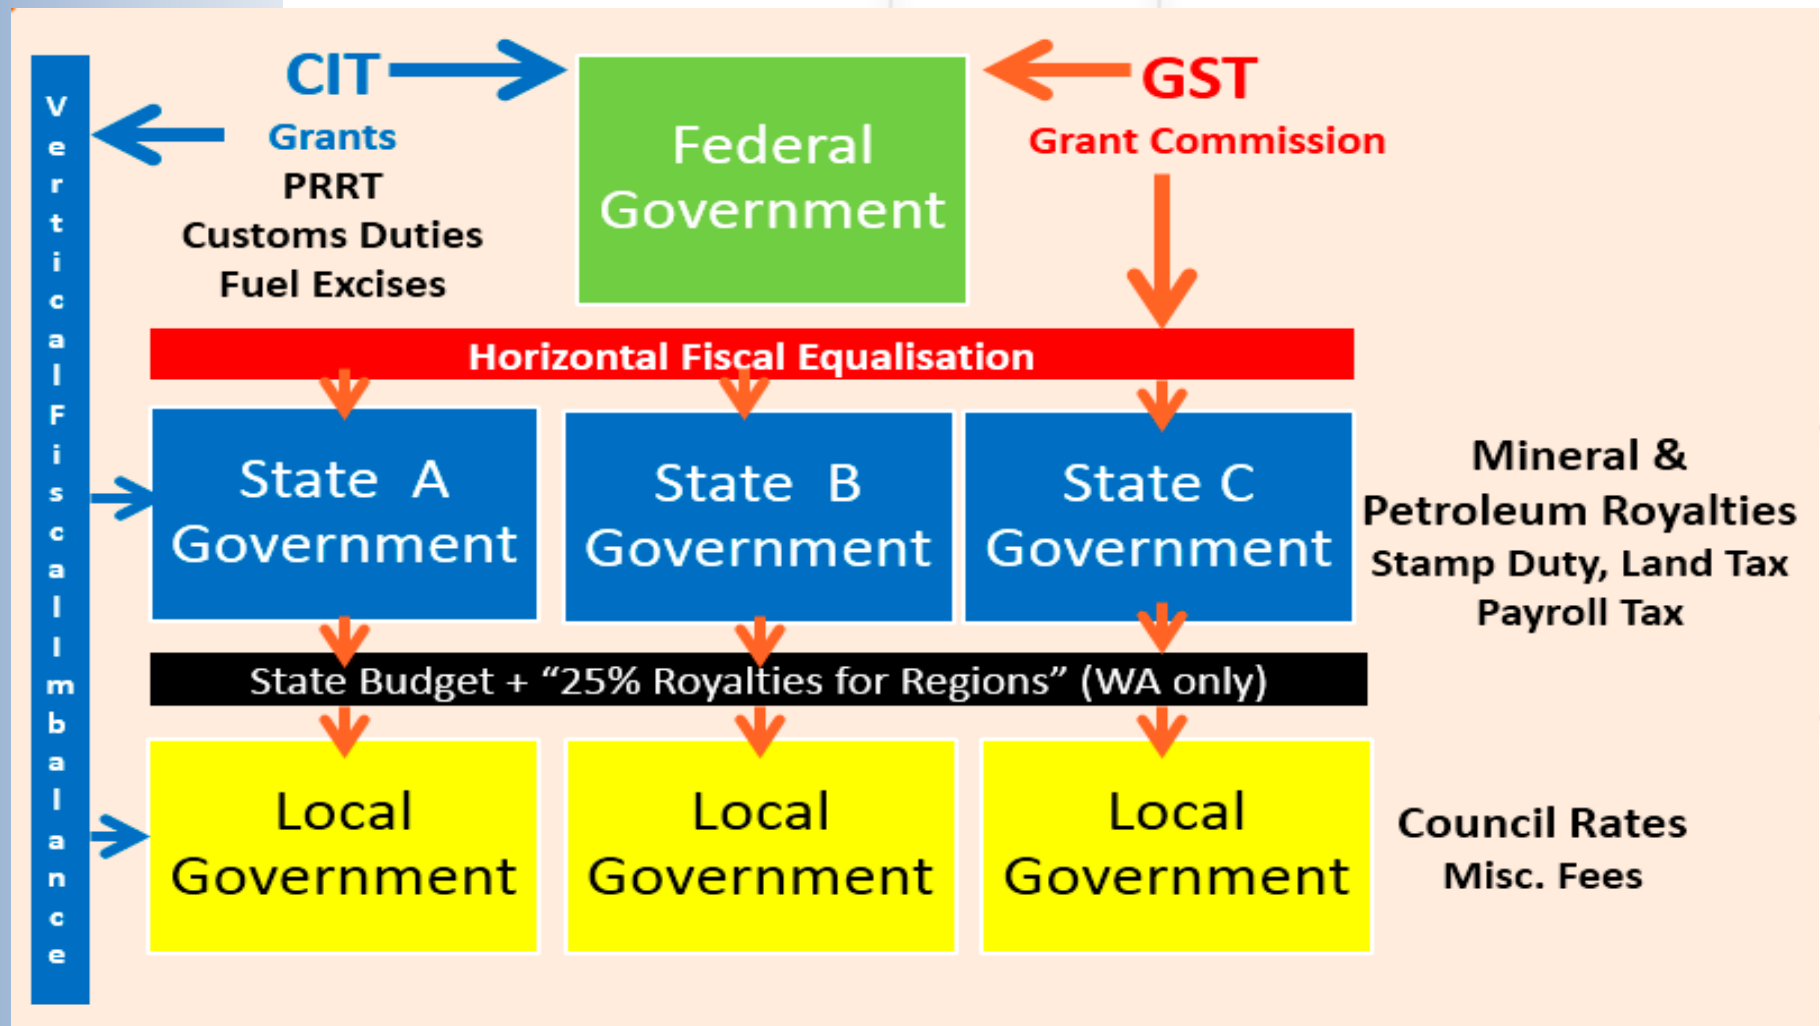 Vertical Fiscal Imbalance
CIT
Grants
PRRT
Customs Duties
Fuel Excises
Federal
Government
GST
Grant Commission
Horizontal Fiscal Equalisation
State A
Government
State B
Government
State C
Government
Mineral &
Petroleum Royalties
Stamp Duty, Land Tax
Payroll Tax
State Budget + “25% Royalties for Regions” (WA only)
Local
Government
Local
Government
Local
Government
Council Rates
Misc. Fees